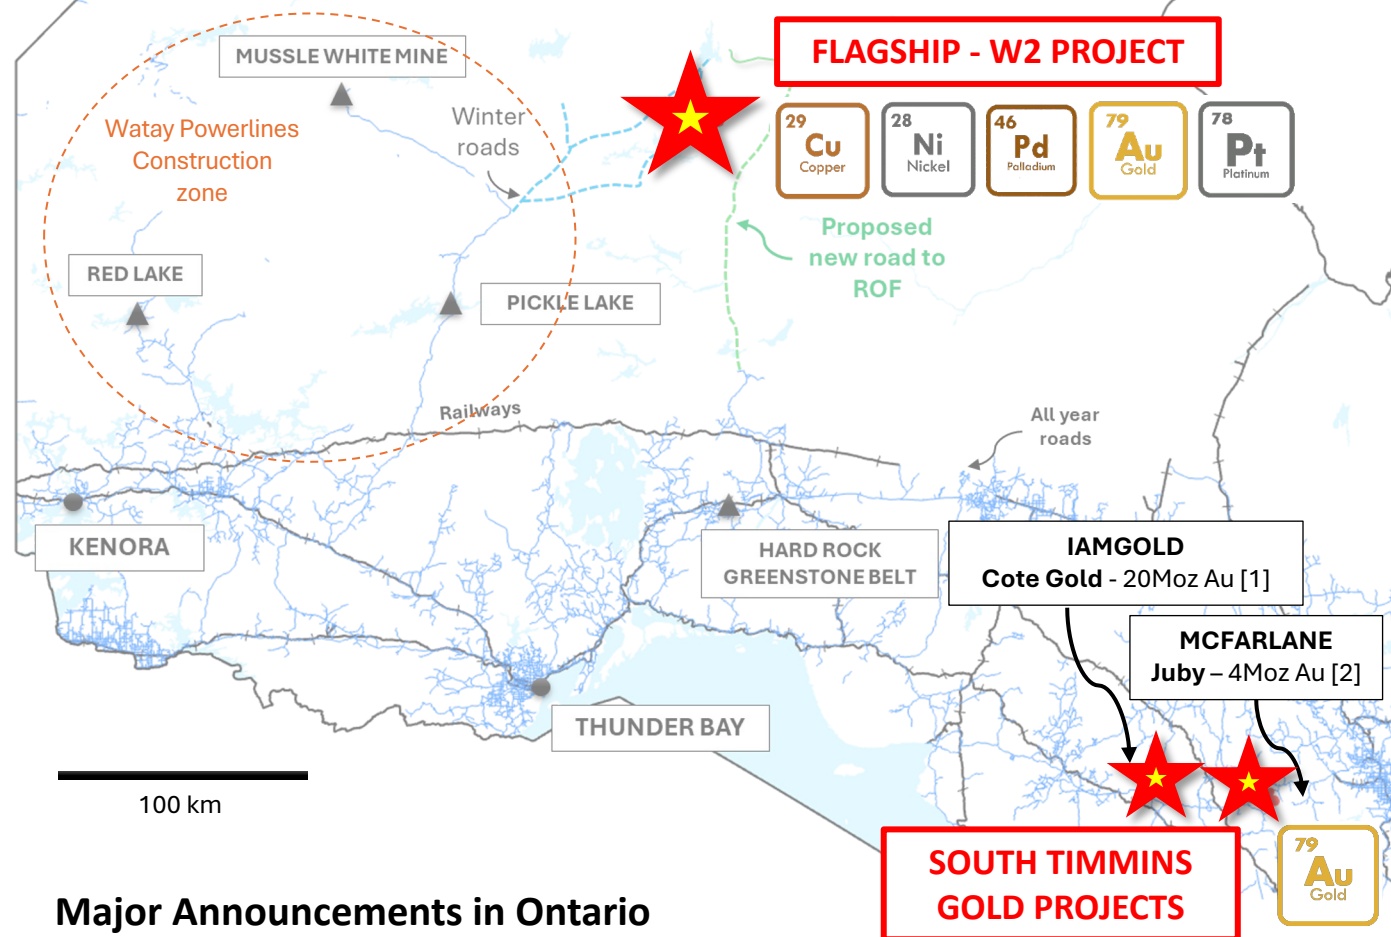 FLAGSHIP - W2 PROJECT
MUSSLE WHITE MINE
Watay Powerlines
Construction
zone
Winter
roads
29
Cu
Copper
28
Ni
Nickel
46
Pd
Palladium
79
Au
Gold
78
Pt
Platinum
Proposed
new road to
ROF
RED LAKE
PICKLE LAKE
Railways
All year
roads
KENORA
HARD ROCK
GREENSTONE BELT
IAMGOLD
Cote Gold - 20Moz Au [1]
MCFARLANE
Juby – 4Moz Au [2]
THUNDER BAY
100 km
SOUTH TIMMINS
GOLD PROJECTS
79
Au
Gold
Major Announcements in Ontario